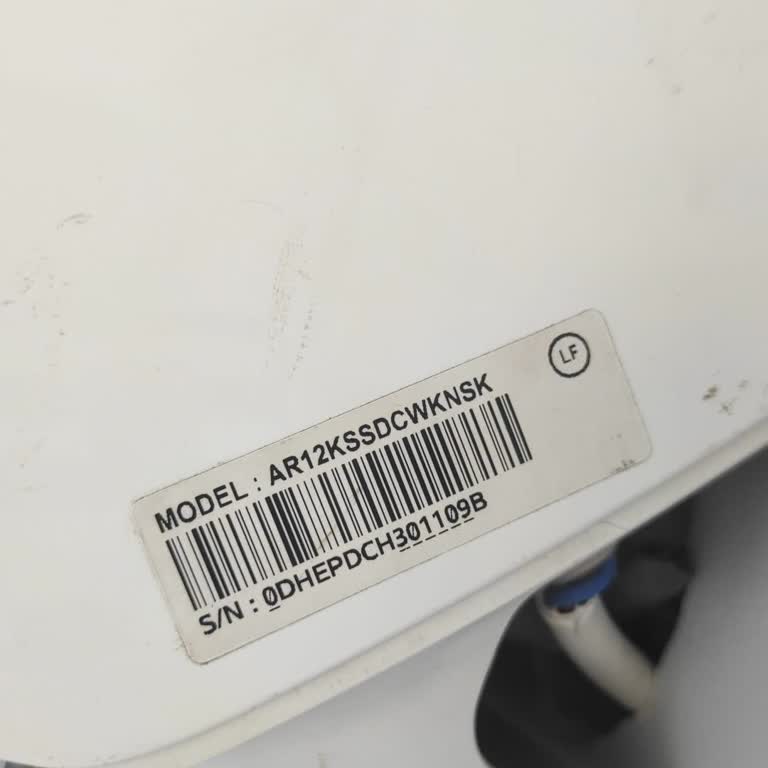 LF
MODEL : AR12KSSDCWKNSK
S/N : 0DHEPDCH301109B